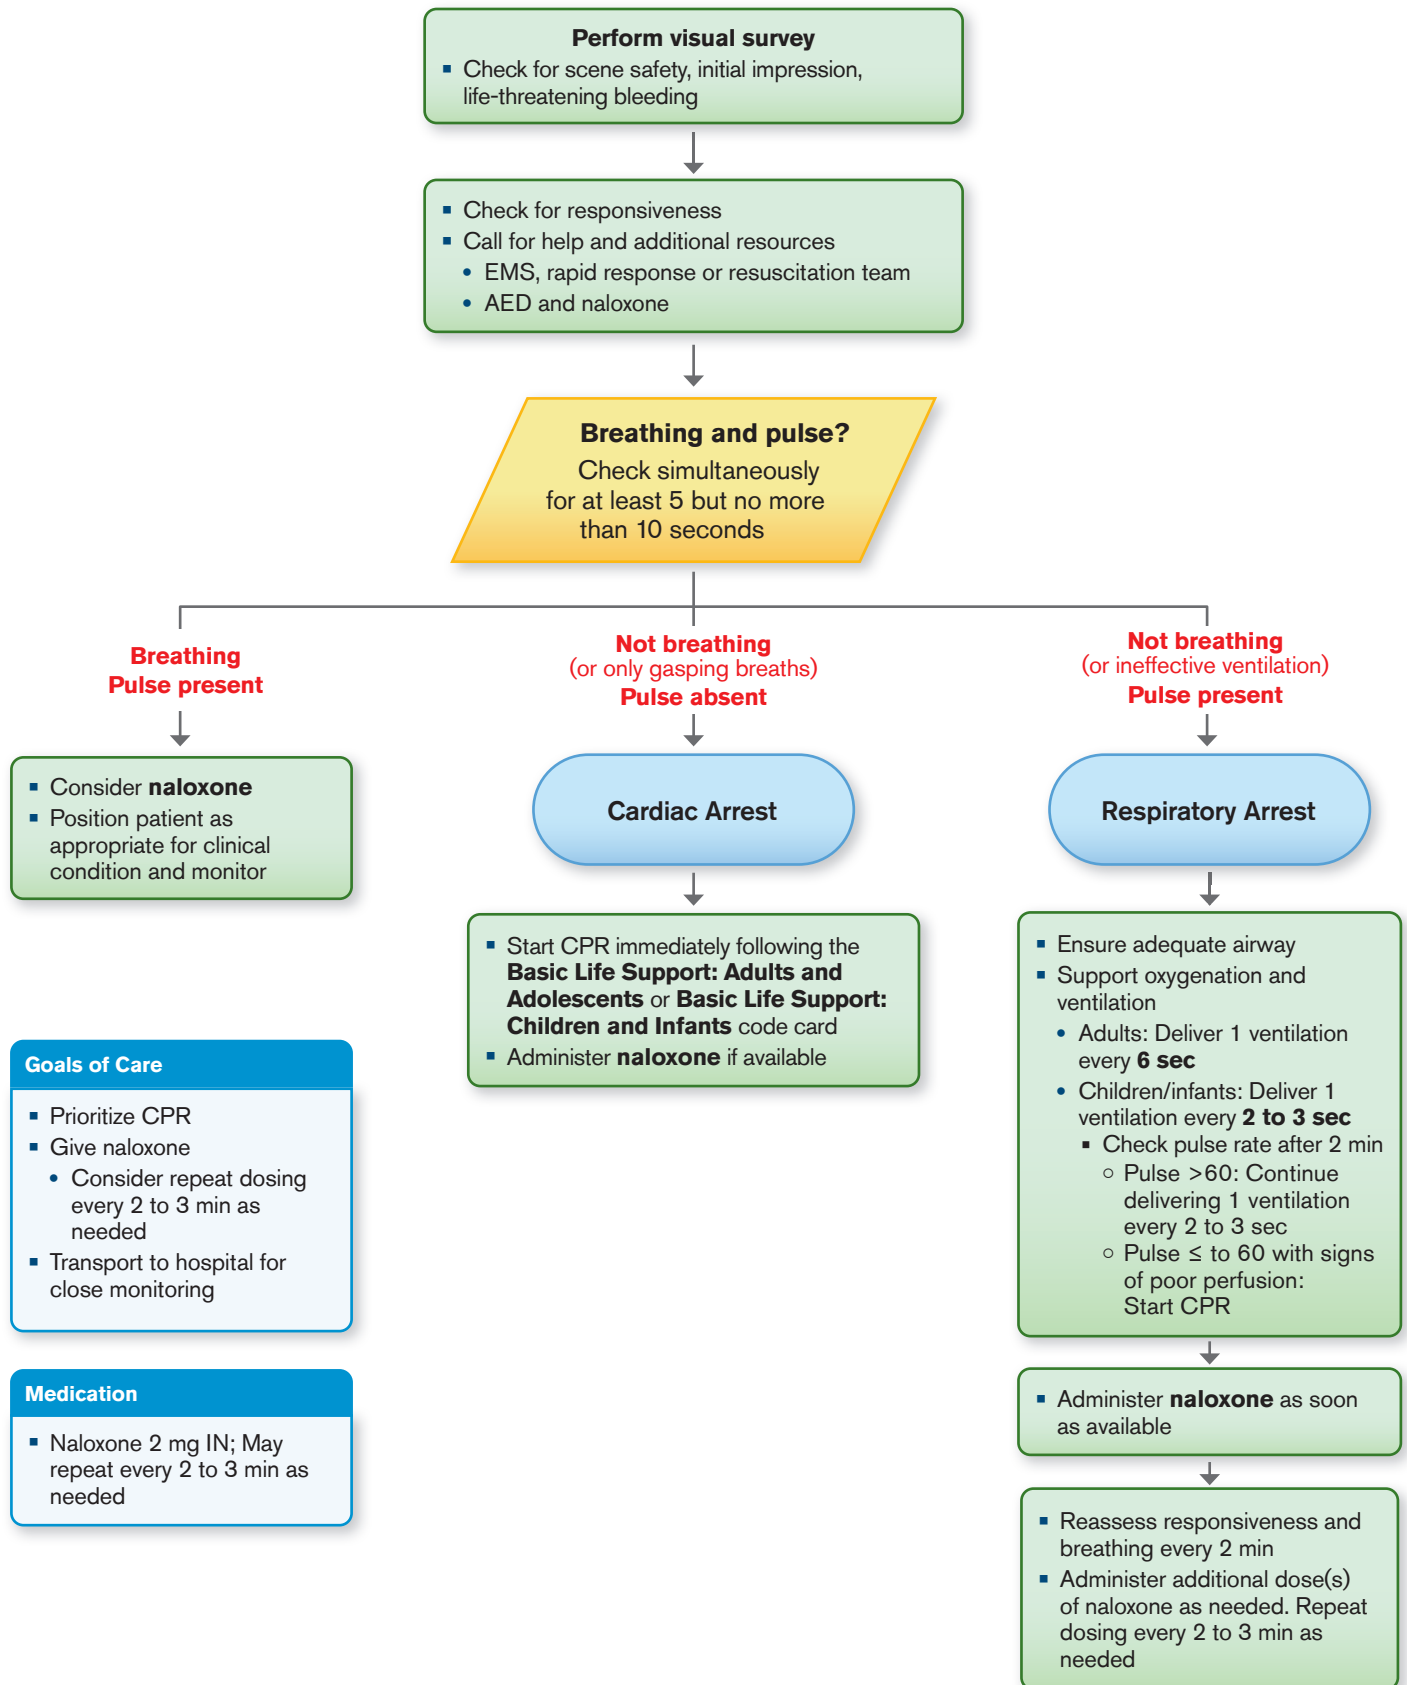 Perform visual survey
▪ Check for scene safety, initial impression,
life-threatening bleeding
▪ Check for responsiveness
▪ Call for help and additional resources
• EMS, rapid response or resuscitation team
• AED and naloxone
Breathing and pulse?
Check simultaneously
for at least 5 but no more
than 10 seconds
Breathing
Pulse present
▪ Consider naloxone
▪ Position patient as
appropriate for clinical
condition and monitor
Not breathing
(or only gasping breaths)
Pulse absent
Cardiac Arrest
▪ Start CPR immediately following the
Basic Life Support: Adults and
Adolescents or Basic Life Support:
Children and Infants code card
▪ Administer naloxone if available
Not breathing
(or ineffective ventilation)
Pulse present
Respiratory Arrest
▪ Ensure adequate airway
▪ Support oxygenation and
ventilation
• Adults: Deliver 1 ventilation
every 6 sec
• Children/infants: Deliver 1
ventilation every 2 to 3 sec
▪ Check pulse rate after 2 min
○ Pulse >60: Continue
delivering 1 ventilation
every 2 to 3 sec
○ Pulse ≤ to 60 with signs
of poor perfusion:
Start CPR
▪ Administer naloxone as soon
as available
▪ Reassess responsiveness and
breathing every 2 min
▪ Administer additional dose(s)
of naloxone as needed. Repeat
dosing every 2 to 3 min as
needed
Goals of Care
▪ Prioritize CPR
▪ Give naloxone
• Consider repeat dosing
every 2 to 3 min as
needed
▪ Transport to hospital for
close monitoring
Medication
▪ Naloxone 2 mg IN; May
repeat every 2 to 3 min as
needed